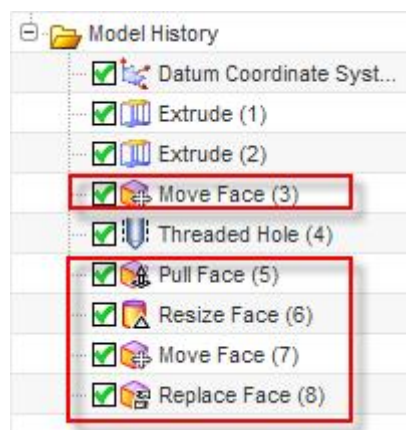 Model History
Datum Coordinate Syst...
Extrude (1)
Extrude (2)
Move Face (3)
Threaded Hole (4)
Pull Face (5)
Resize Face (6)
Move Face (7)
Replace Face (8)